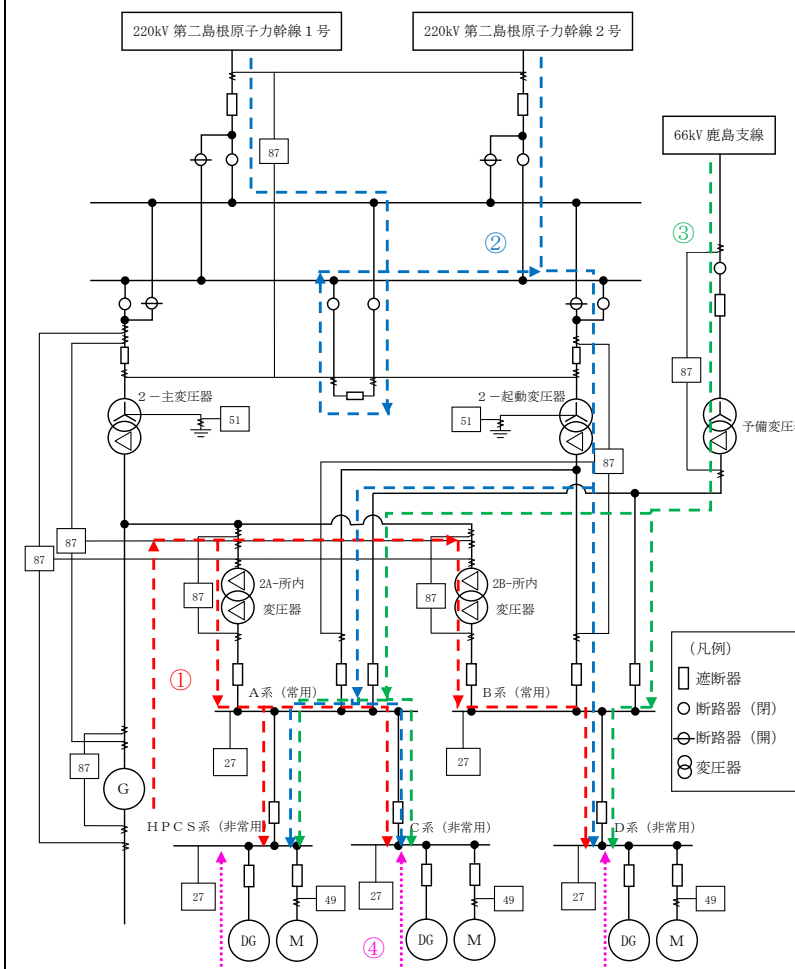 220kV 第二島根原子力幹線１号
220kV 第二島根原子力幹線２号
66kV 鹿島支線
87
②
③
87
２－主変圧器
51
２－起動変圧器
51
予備変圧
87
87
87
87
2A-所内
変圧器
87
2B-所内
変圧器
(凡例)
遮断器
断路器（閉）
断路器（開）
変圧器
①
Ａ系（常用）
Ｂ系（常用）
27
27
87
G
ＨＰＣＳ系（非常用）
Ｃ系（非常用）
Ｄ系（非常用）
27
49
27
49
27
49
DG
M
④
DG
M
DG
M